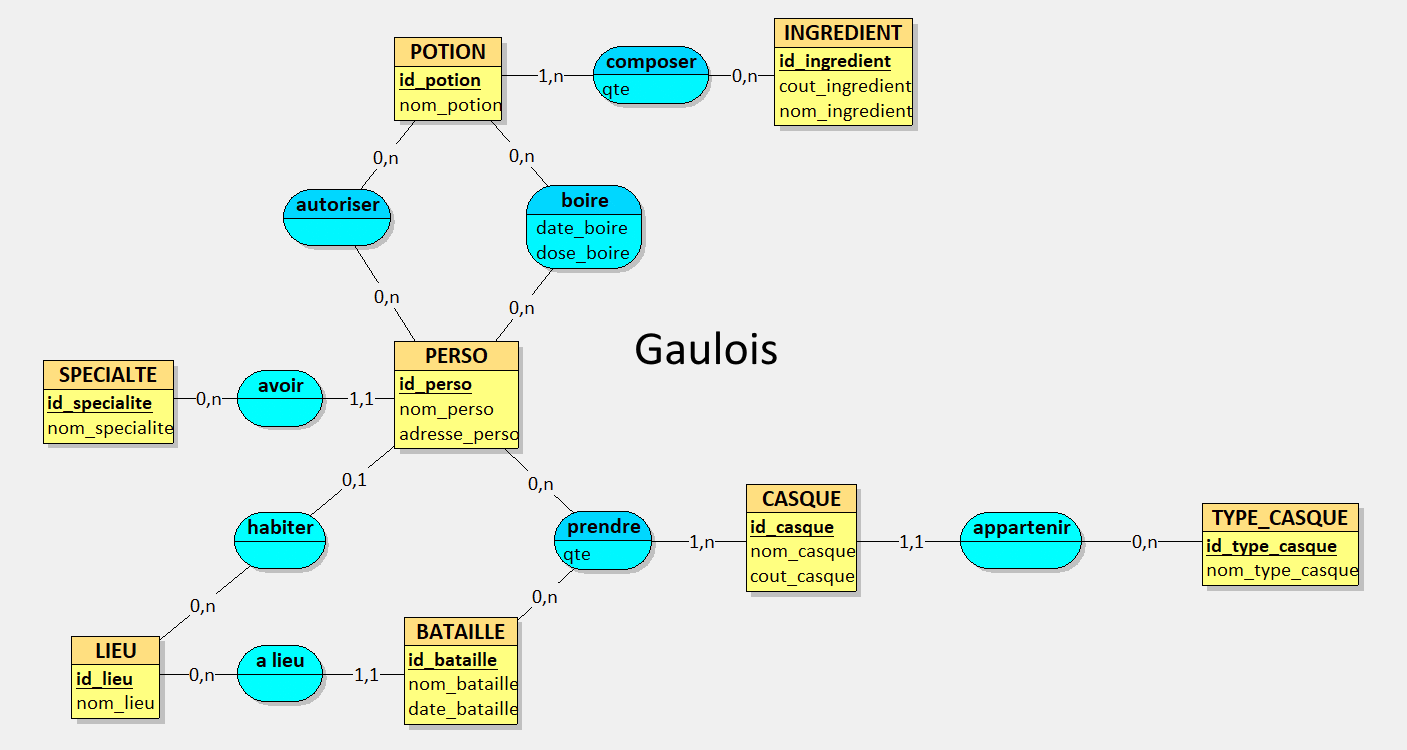 POTION
id_potion
nom_potion
1,n
composer
qte
0,n
INGREDIENT
id_ingredient
cout_ingredient
nom_ingredient
0,n
0,n
autoriser
boire
date_boire
dose_boire
0,n
0,n
Gaulois
SPECIALTE
id_specialite
nom_specialite
0,n
avoir
1,1
PERSO
id_perso
nom_perso
adresse_perso
0,1
0,n
habiter
prendre
qte
1,n
CASQUE
id_casque
nom_casque
cout_casque
1,1
appartenir
0,n
TYPE_CASQUE
id_type_casque
nom_type_casque
0,n
0,n
LIEU
id_lieu
nom_lieu
0,n
a lieu
1,1
BATAILLE
id_bataille
nom_bataille
date_bataille